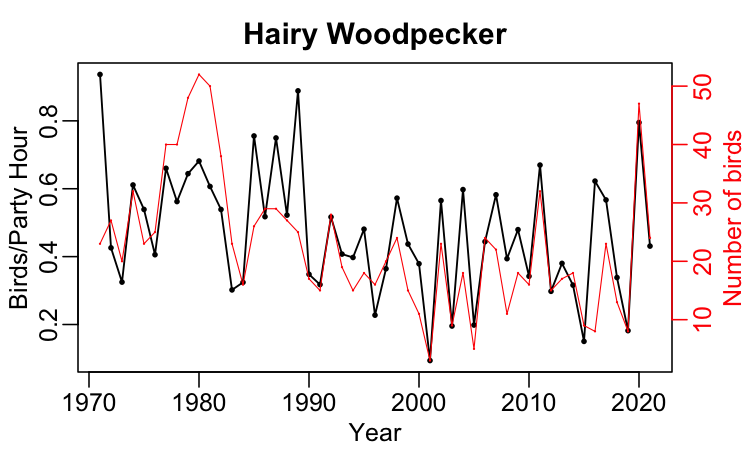 Hairy Woodpecker
Birds/Party Hour
0.2 0.4 0.6 0.8
1970 1980 1990 2000 2010 2020
Year
10 20 30 40 50
Number of birds